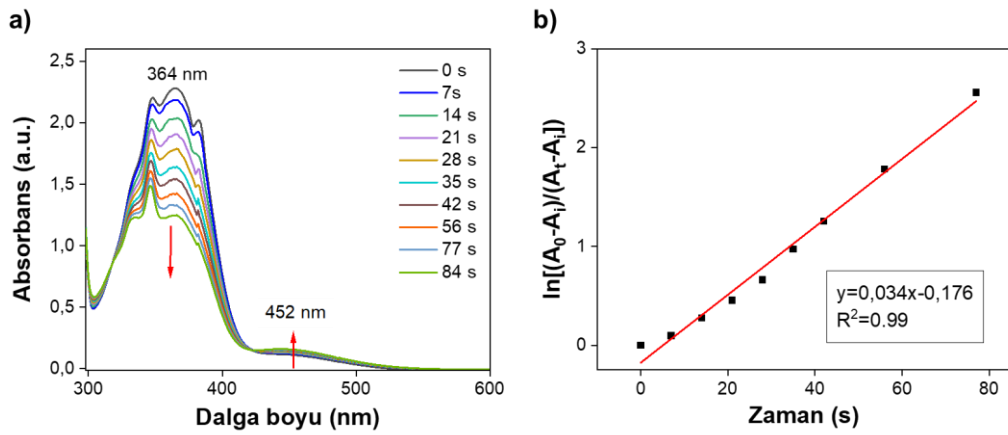 a)
Absorbans (a.u.)
2,5
2,0
1,5
1,0
0,5
0,0
364 nm
452 nm
0 s
7s
14 s
21 s
28 s
35 s
42 s
56 s
77 s
84 s
300
400
500
600
Dalga boyu (nm)
b)
ln[(A₀-Aᵢ)/(Aₜ-Aᵢ])
3
2
1
0
y=0,034x-0,176
R²=0.99
0
20
40
60
80
Zaman (s)